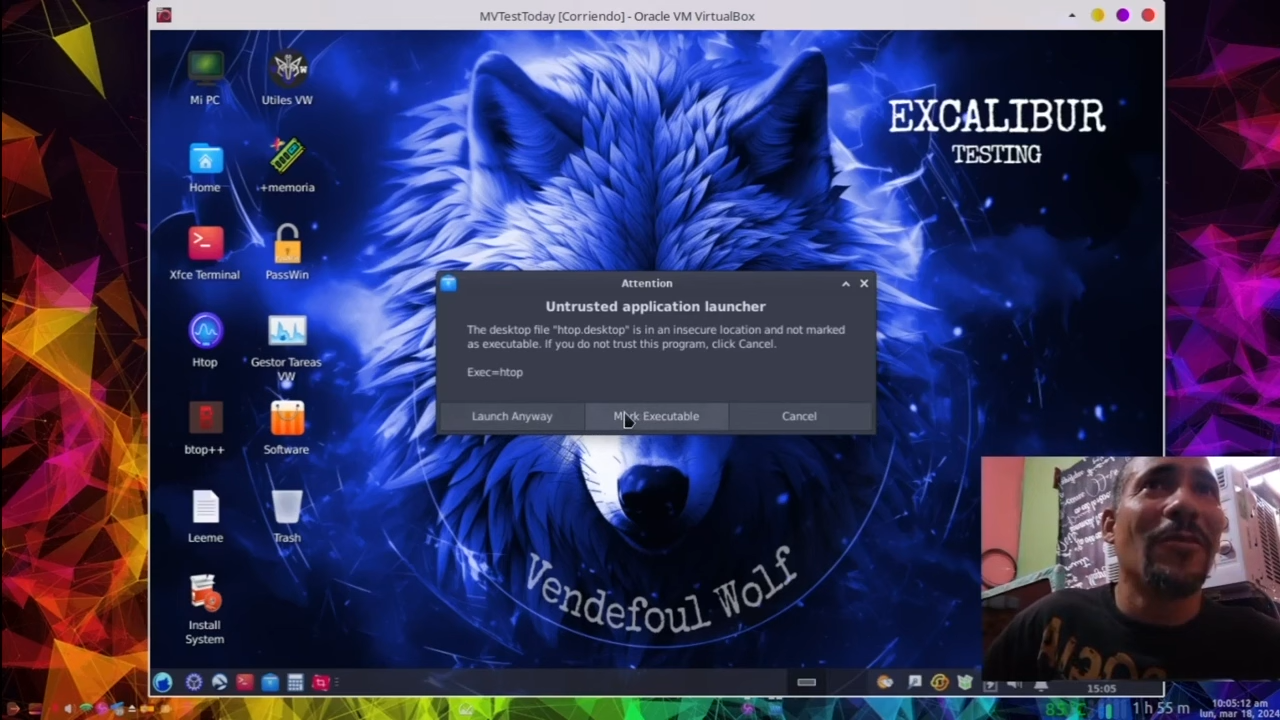 MVTestToday [Corriendo] - Oracle VM VirtualBox
Mi PC
Utiles VW
EXCALIBUR
TESTING
Home
+memoria
Xfce Terminal
PassWin
Attention
Untrusted application launcher
The desktop file "htop.desktop" is in an insecure location and not marked
as executable. If you do not trust this program, click Cancel.
Exec=htop
Launch Anyway
Mark Executable
Cancel
Htop
Gestor Tareas
VW
btop++
Software
Leeme
Trash
Vendefoul Wolf
Install
System
15:05
1 h 55 m
10:05:12 am
lun, mar 18, 2024